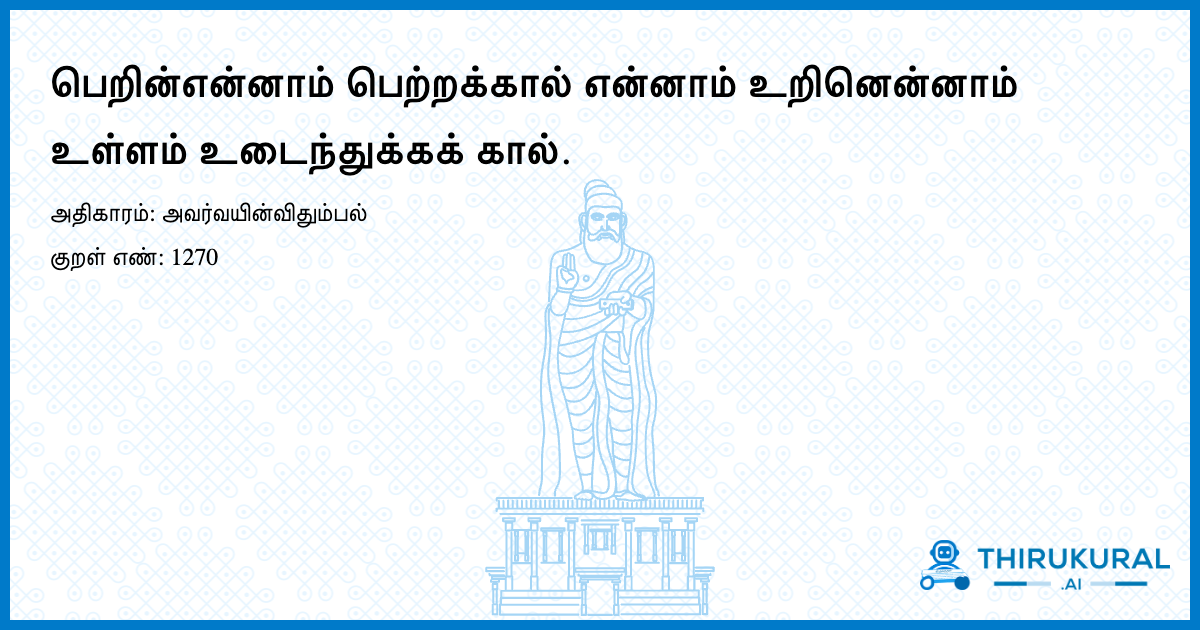 பெறின்என்னாம் பெற்றக்கால் என்னாம் உறினென்னாம்
உள்ளம் உடைந்துக்கக் கால்.
அதிகாரம்: அவர்வயின்விதும்பல்
குறள் எண்: 1270
THIRUKURAL
.AI